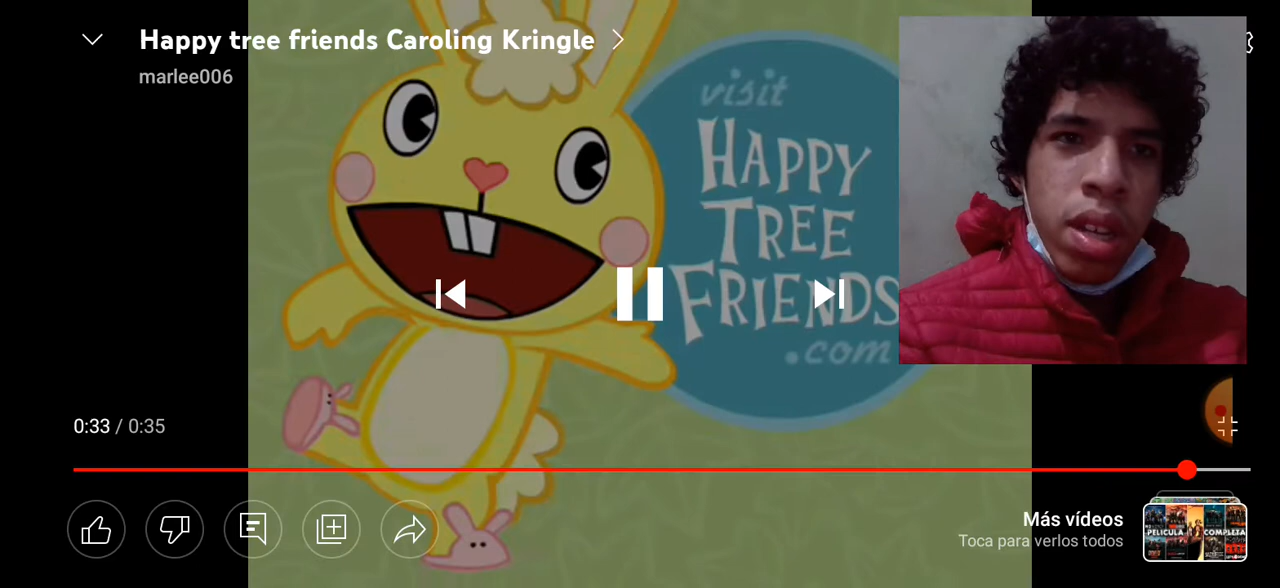 Happy tree friends Caroling Kringle
marlee006
visit
HAPPY
TREE
FRIENDS
.com
0:33 / 0:35
Más vídeos
Toca para verlos todos
PELICULA COMPLETA